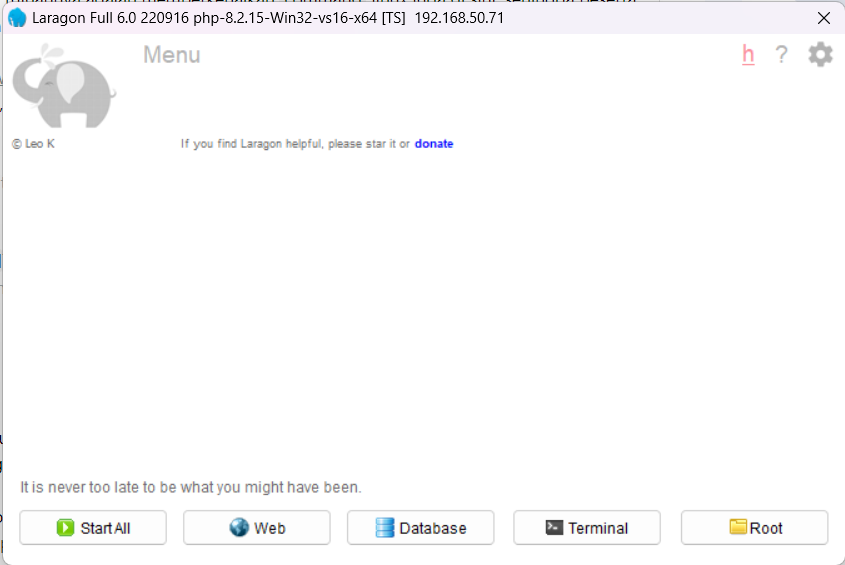 Laragon Full 6.0 220916 php-8.2.15-Win32-vs16-x64 [TS] 192.168.50.71
Menu
h ?
© Leo K
If you find Laragon helpful, please star it or donate
It is never too late to be what you might have been.
Start All
Web
Database
Terminal
Root